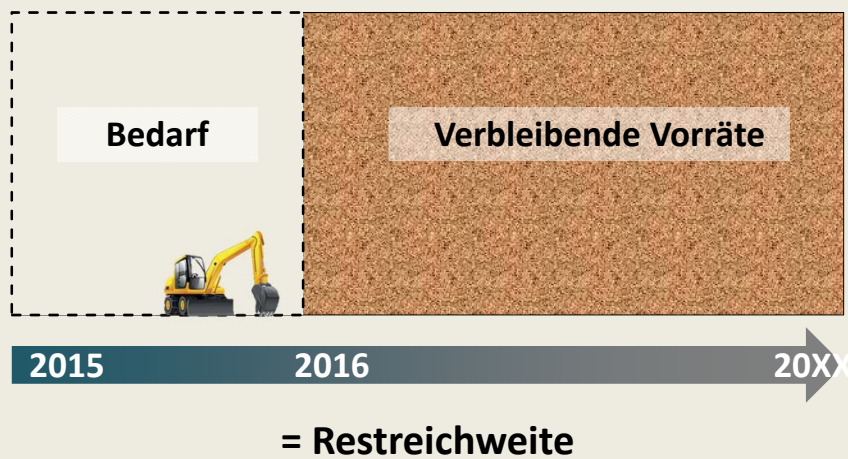 Bedarf
Verbleibende Vorräte
2015 2016 20XX
= Restreichweite